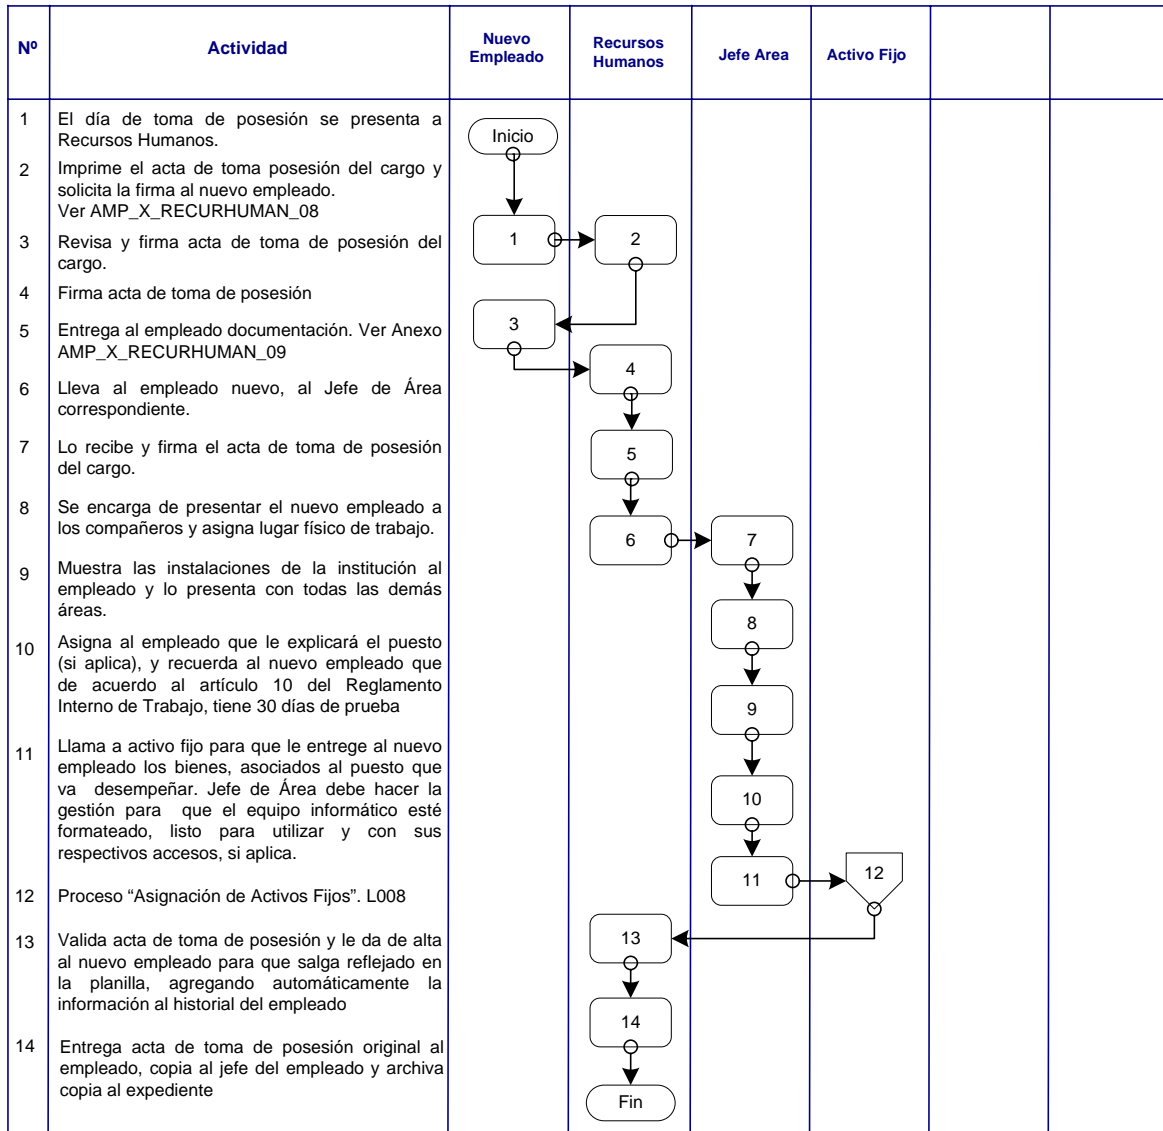 Nº
Actividad
Nuevo
Empleado
Recursos
Humanos
Jefe Area
Activo Fijo
1
El día de toma de posesión se presenta a
Recursos Humanos.
2
Imprime el acta de toma posesión del cargo y
solicita la firma al nuevo empleado.
Ver AMP_X_RECURHUMAN_08
3
Revisa y firma acta de toma de posesión del
cargo.
4
Firma acta de toma de posesión
5
Entrega al empleado documentación. Ver Anexo
AMP_X_RECURHUMAN_09
6
Lleva al empleado nuevo, al Jefe de Área
correspondiente.
7
Lo recibe y firma el acta de toma de posesión
del cargo.
8
Se encarga de presentar el nuevo empleado a
los compañeros y asigna lugar físico de trabajo.
9
Muestra las instalaciones de la institución al
empleado y lo presenta con todas las demás
áreas.
10
Asigna al empleado que le explicará el puesto
(si aplica), y recuerda al nuevo empleado que
de acuerdo al artículo 10 del Reglamento
Interno de Trabajo, tiene 30 días de prueba
11
Llama a activo fijo para que le entrege al nuevo
empleado los bienes, asociados al puesto que
va desempeñar. Jefe de Área debe hacer la
gestión para que el equipo informático esté
formateado, listo para utilizar y con sus
respectivos accesos, si aplica.
12
Proceso “Asignación de Activos Fijos”. L008
13
Valida acta de toma de posesión y le da de alta
al nuevo empleado para que salga reflejado en
la planilla, agregando automáticamente la
información al historial del empleado
14
Entrega acta de toma de posesión original al
empleado, copia al jefe del empleado y archiva
copia al expediente
Inicio
1
2
3
4
5
6
7
8
9
10
11
12
13
14
Fin